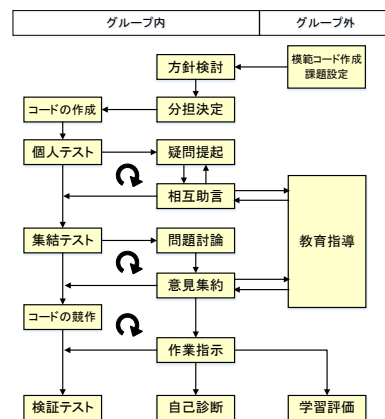 グループ内
グループ外
方針検討
模範コード作成
課題設定
コードの作成
分担決定
個人テスト
疑問提起
相互助言
教育指導
集結テスト
問題討論
意見集約
コードの競作
作業指示
検証テスト
自己診断
学習評価